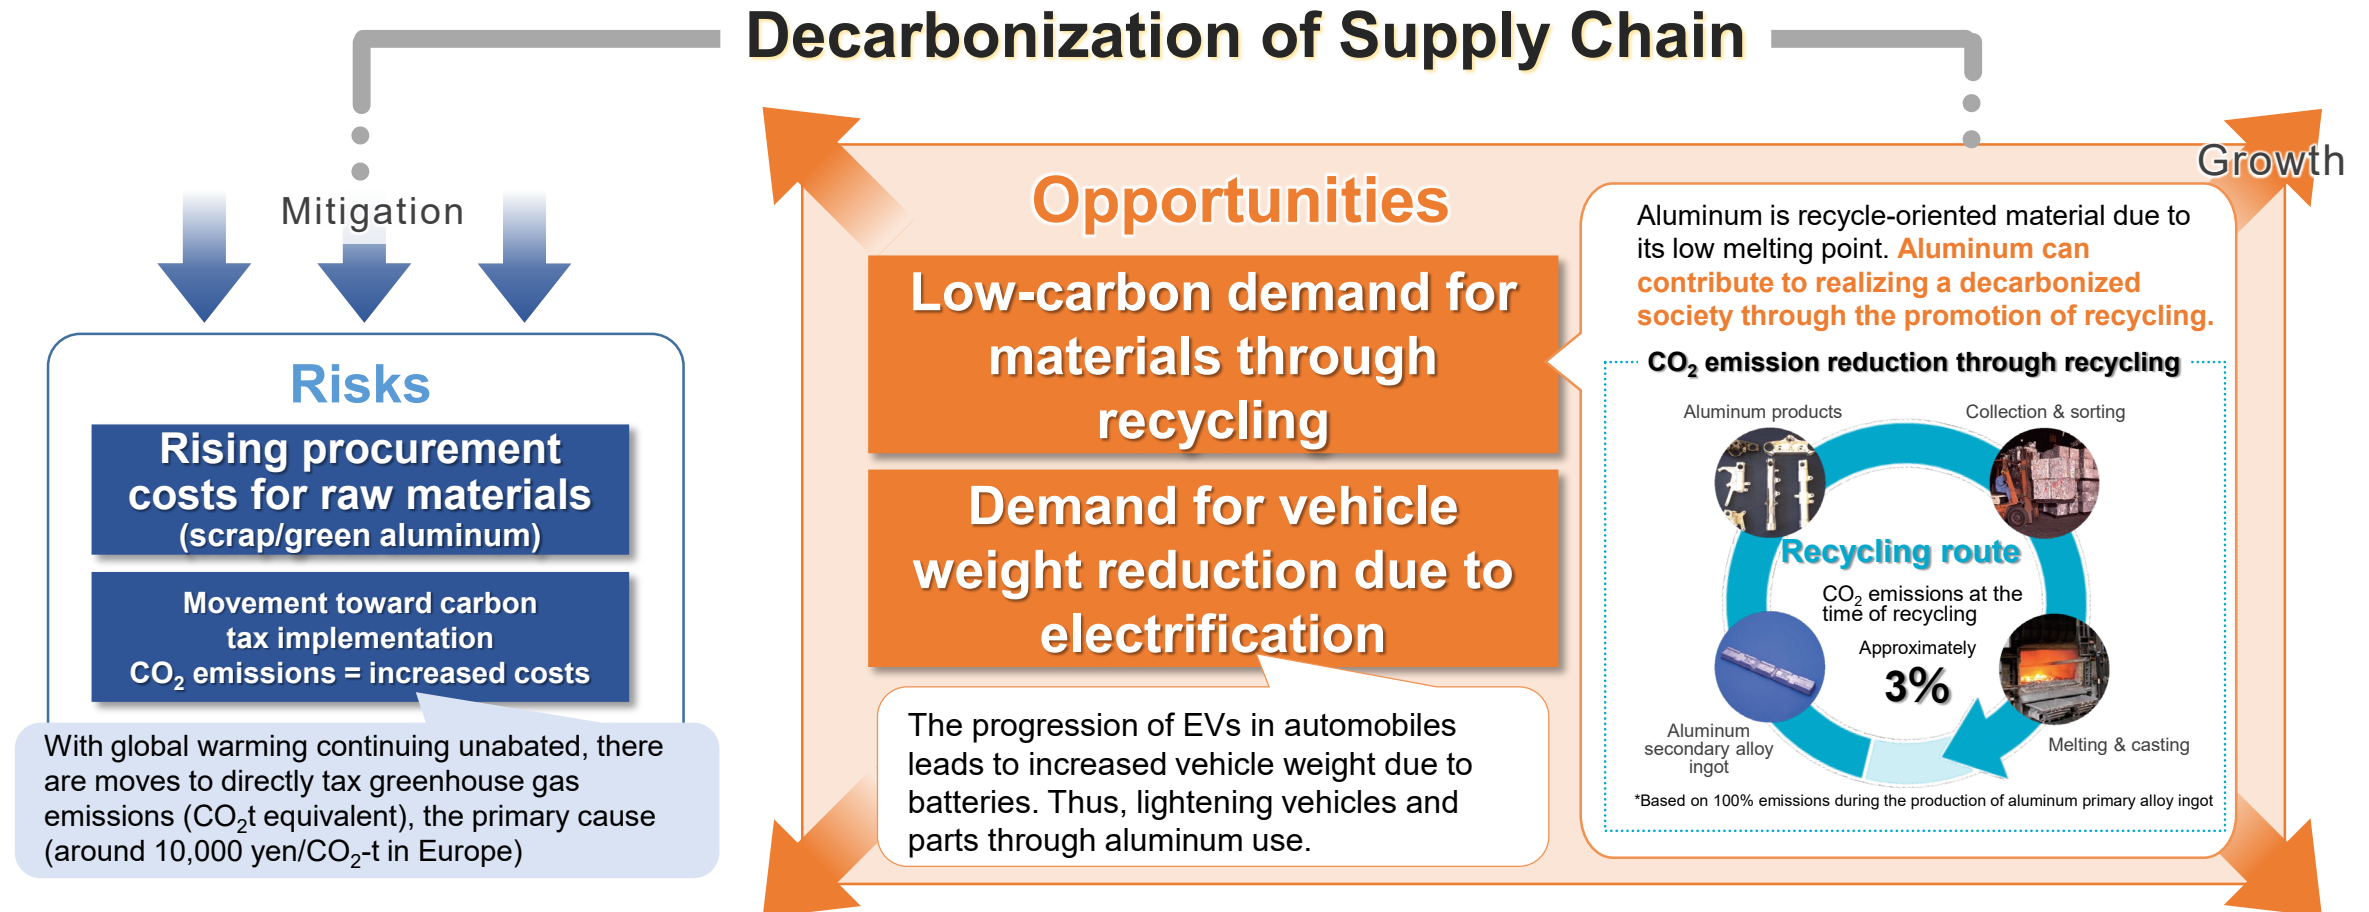 Decarbonization of Supply Chain
Mitigation
Risks
Rising procurement
costs for raw materials
(scrap/green aluminum)
Movement toward carbon
tax implementation
CO₂ emissions = increased costs
With global warming continuing unabated, there
are moves to directly tax greenhouse gas
emissions (CO₂t equivalent), the primary cause
(around 10,000 yen/CO₂-t in Europe)
Growth
Opportunities
Low-carbon demand for
materials through
recycling
Demand for vehicle
weight reduction due to
electrification
The progression of EVs in automobiles
leads to increased vehicle weight due to
batteries. Thus, lightening vehicles and
parts through aluminum use.
Aluminum is recycle-oriented material due to
its low melting point. Aluminum can
contribute to realizing a decarbonized
society through the promotion of recycling.
CO₂ emission reduction through recycling
Aluminum products
Collection & sorting
Recycling route
CO₂ emissions at the
time of recycling
Approximately
3%
Aluminum
secondary alloy
ingot
Melting & casting
*Based on 100% emissions during the production of aluminum primary alloy ingot